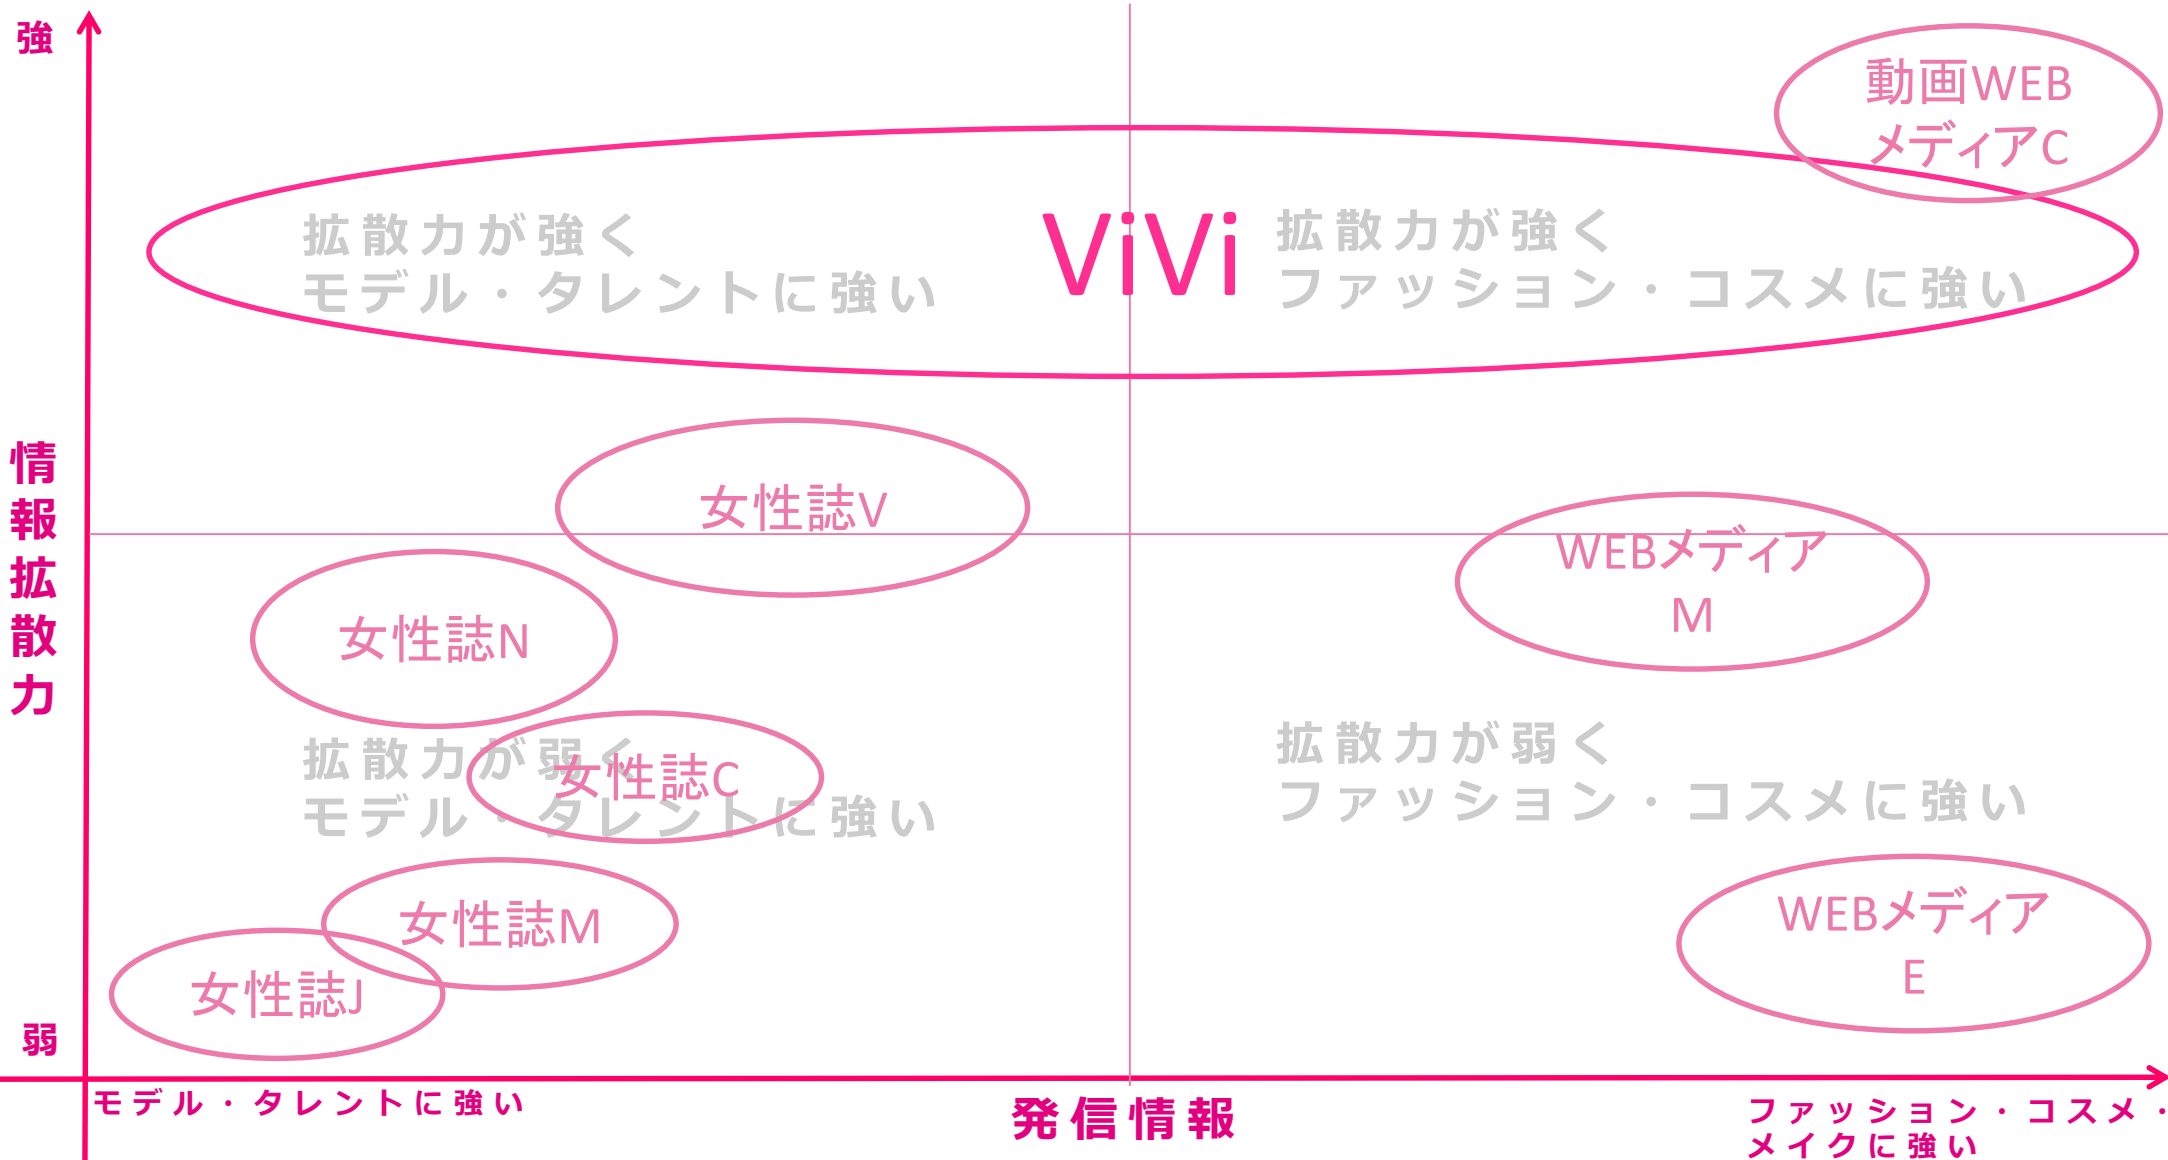 強
動画WEB
メディアC
拡散力が強く
モデル・タレントに強い
ViVi
拡散力が強く
ファッション・コスメに強い
情報拡散力
女性誌V
WEBメディア
M
女性誌N
拡散力が弱く
モデル・タレントに強い
女性誌C
拡散力が弱く
ファッション・コスメに強い
女性誌M
WEBメディア
E
女性誌J
弱
モデル・タレントに強い
発信情報
ファッション・コスメ・
メイクに強い